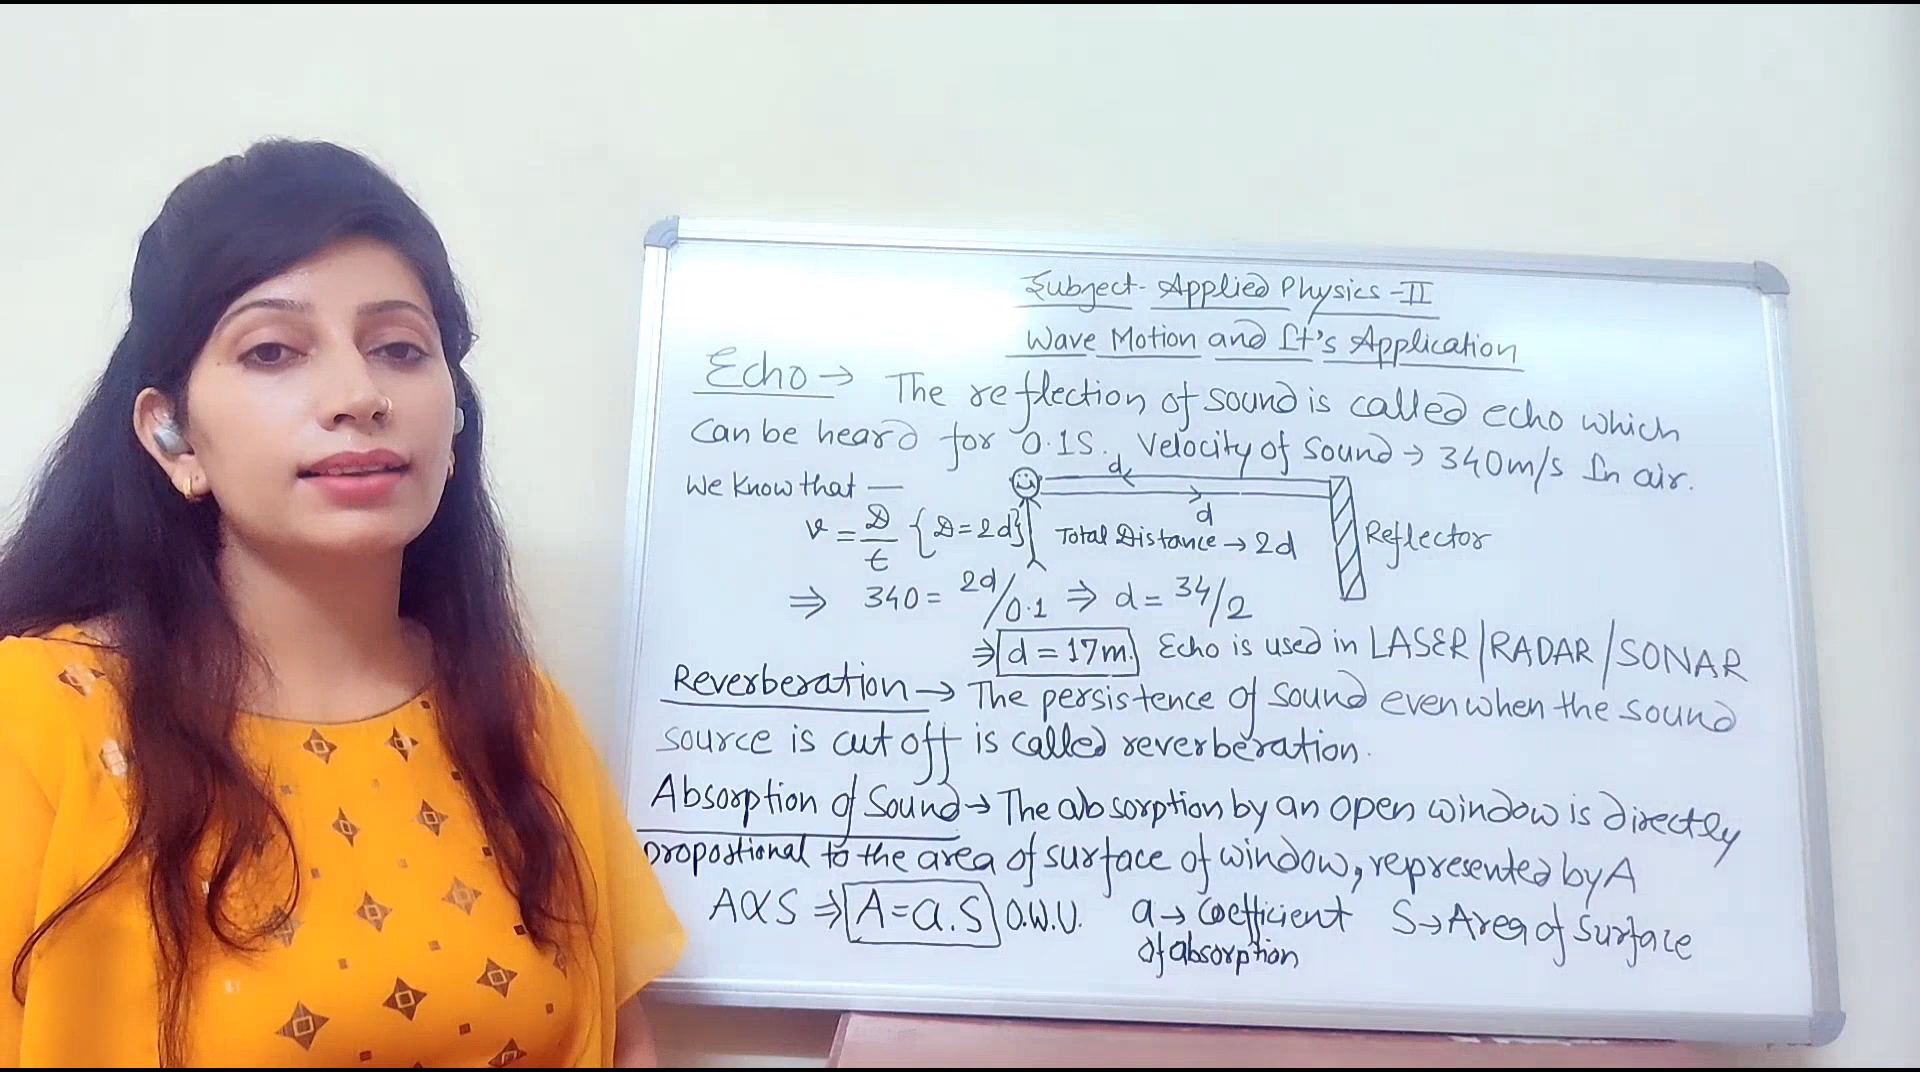 Subject- Applied Physics-II
Wave Motion and It's Application
Echo → The reflection of sound is called echo which
can be heard for 0.1S. Velocity of Sound → 340m/s In air.
We know that —
d
d
v = D/t {D=2d} Total Distance → 2d Reflector
⇒ 340 = 2d/0.1 ⇒ d = 34/2
⇒ d = 17m. Echo is used in LASER/RADAR/SONAR
Reverberation → The persistence of Sound even when the sound
source is cut off is called reverberation.
Absorption of Sound → The absorption by an open window is directly
proportional to the area of surface of window, represented by A
A α S ⇒ A = a.S O.W.U. a → Coefficient S → Area of Surface
of absorption